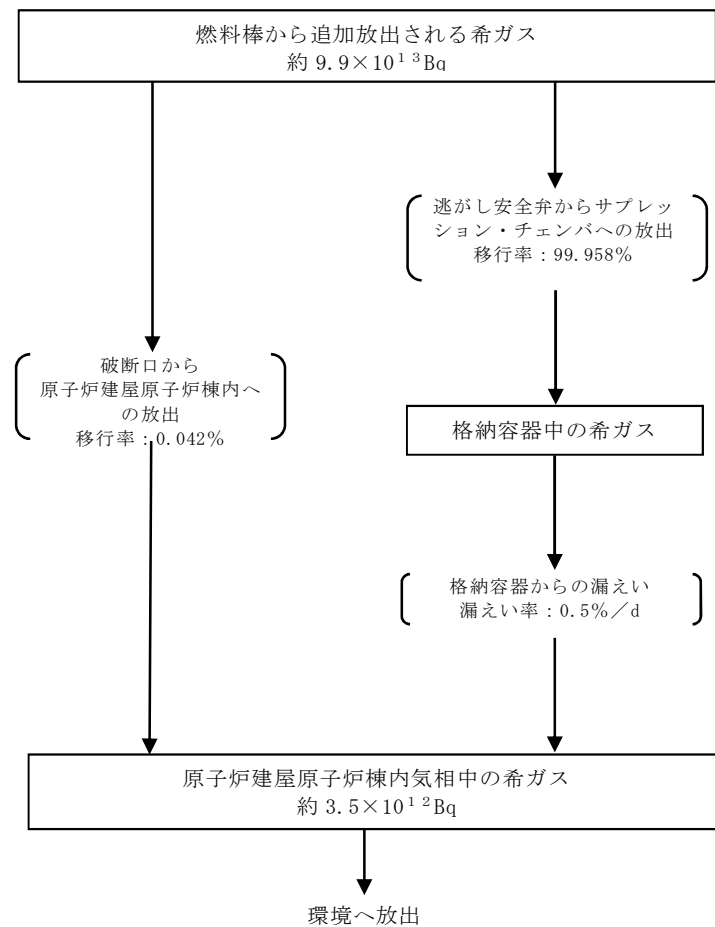 燃料棒から追加放出される希ガス
約 9.9×10¹³Bq
逃がし安全弁からサプレッ
ション・チェンバへの放出
移行率：99.958%
破断口から
原子炉建屋原子炉棟内へ
の放出
移行率：0.042%
格納容器中の希ガス
格納容器からの漏えい
漏えい率：0.5%／d
原子炉建屋原子炉棟内気相中の希ガス
約 3.5×10¹²Bq
環境へ放出